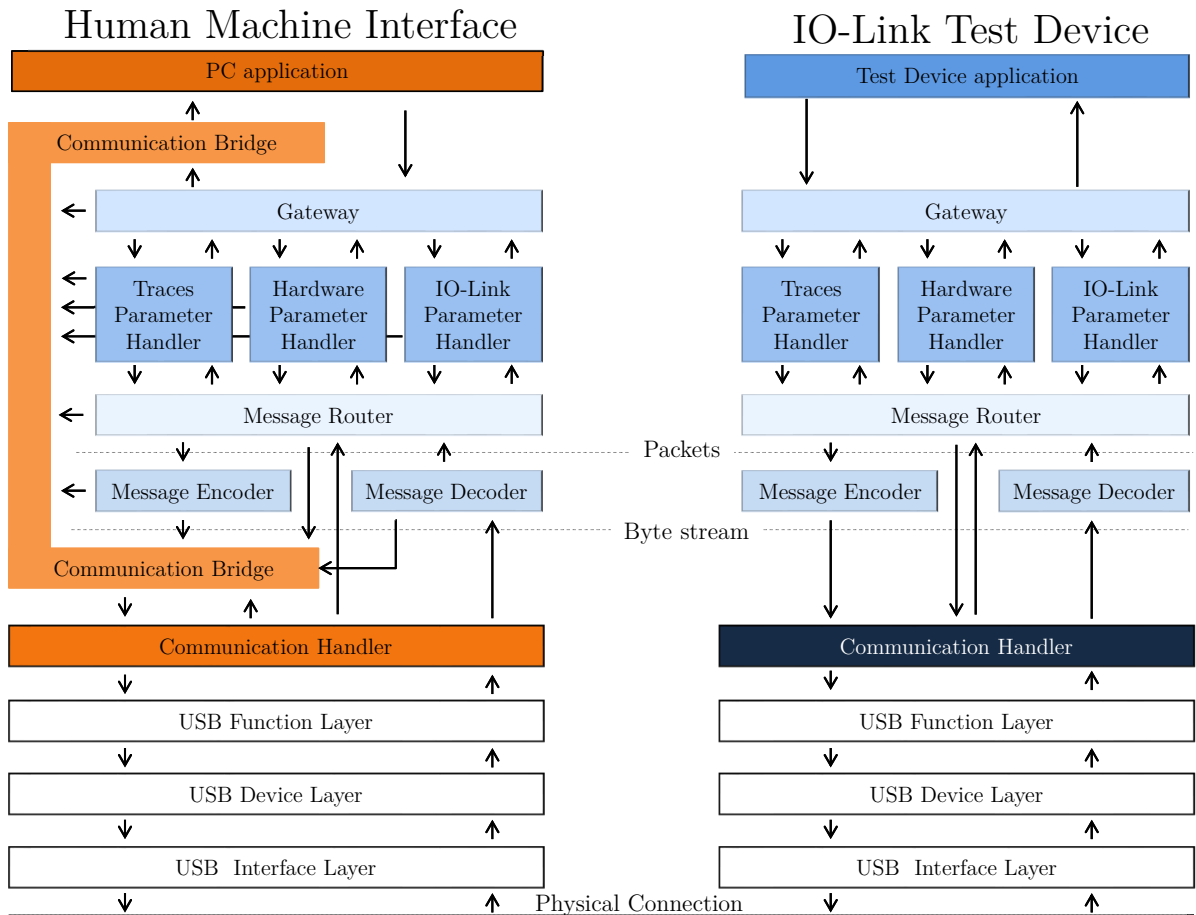 Human Machine Interface
IO-Link Test Device
PC application
Test Device application
Communication Bridge
Gateway
Gateway
Traces
Parameter
Handler
Hardware
Parameter
Handler
IO-Link
Parameter
Handler
Traces
Parameter
Handler
Hardware
Parameter
Handler
IO-Link
Parameter
Handler
Message Router
Message Router
Packets
Message Encoder
Message Decoder
Message Encoder
Message Decoder
Byte stream
Communication Bridge
Communication Handler
Communication Handler
USB Function Layer
USB Function Layer
USB Device Layer
USB Device Layer
USB Interface Layer
USB Interface Layer
Physical Connection